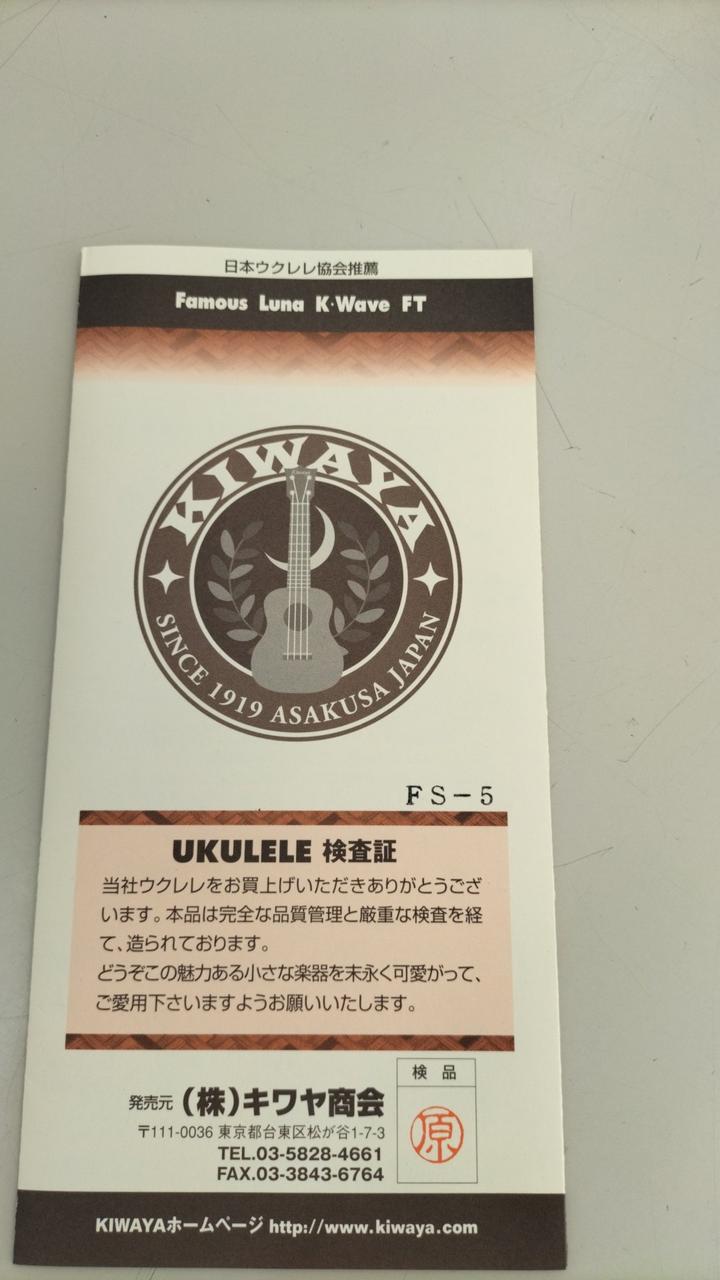 日本ウクレレ協会推薦
Famous Luna K·Wave FT
KIWAYA
SINCE 1919 ASAKUSA JAPAN
FS-5
UKULELE 検査証
当社ウクレレをお買上げいただきありがとうござ
います。本品は完全な品質管理と厳重な検査を経
て、造られております。
どうぞこの魅力ある小さな楽器を末永く可愛がって、
ご愛用下さいますようお願いいたします。
検 品
原
発売元 (株)キワヤ商会
〒111-0036 東京都台東区松が谷1-7-3
TEL.03-5828-4661
FAX.03-3843-6764
KIWAYAホームページ http://www.kiwaya.com